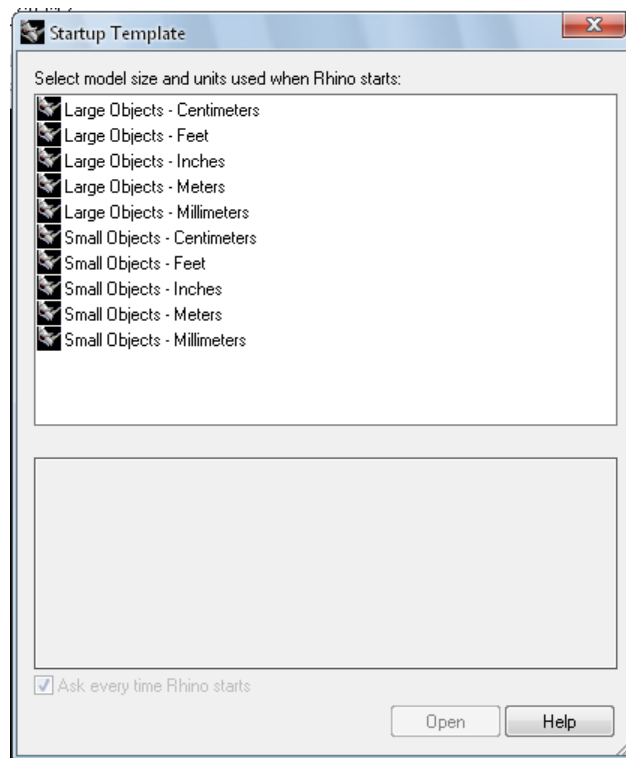 Startup Template
Select model size and units used when Rhino starts:
Large Objects - Centimeters
Large Objects - Feet
Large Objects - Inches
Large Objects - Meters
Large Objects - Millimeters
Small Objects - Centimeters
Small Objects - Feet
Small Objects - Inches
Small Objects - Meters
Small Objects - Millimeters
Ask every time Rhino starts
Open Help